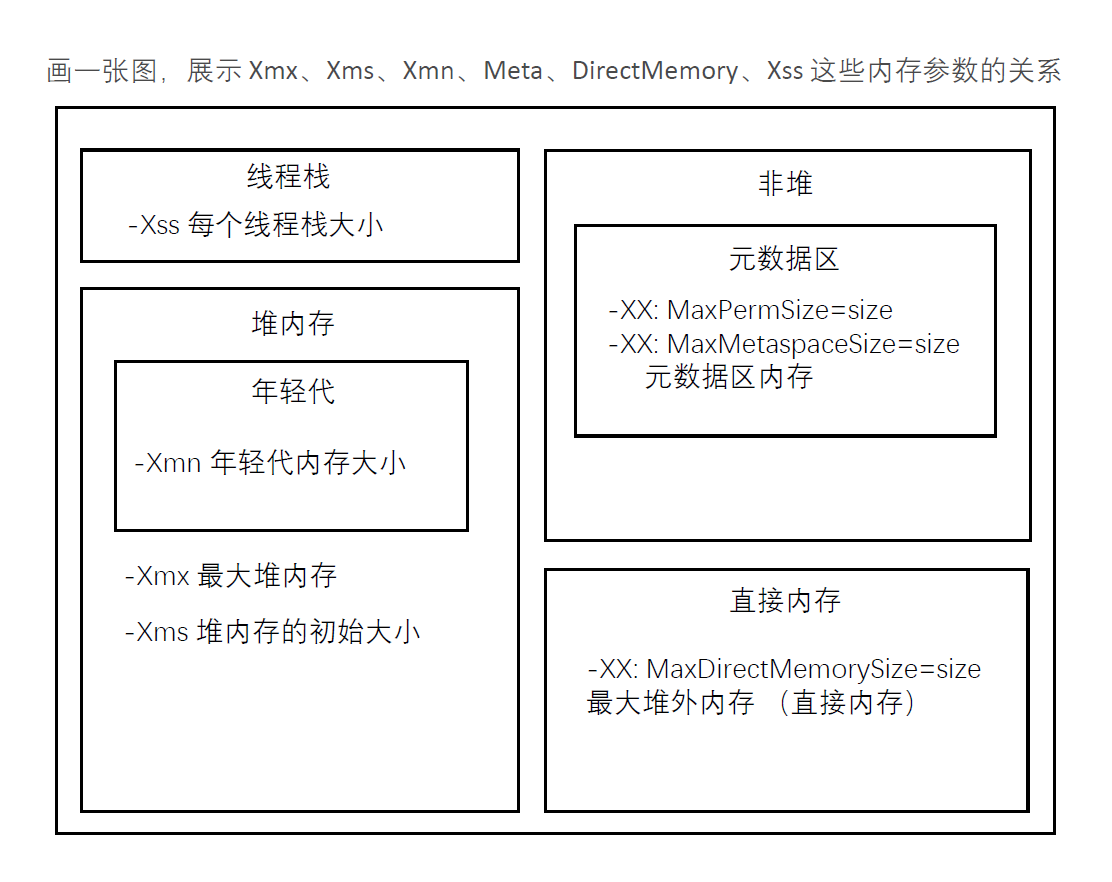 画一张图，展示 Xmx、Xms、Xmn、Meta、DirectMemory、Xss 这些内存参数的关系
线程栈
-Xss 每个线程栈大小
堆内存
年轻代
-Xmn 年轻代内存大小
-Xmx 最大堆内存
-Xms 堆内存的初始大小
非堆
元数据区
-XX: MaxPermSize=size
-XX: MaxMetaspaceSize=size
元数据区内存
直接内存
-XX: MaxDirectMemorySize=size
最大堆外内存 （直接内存）